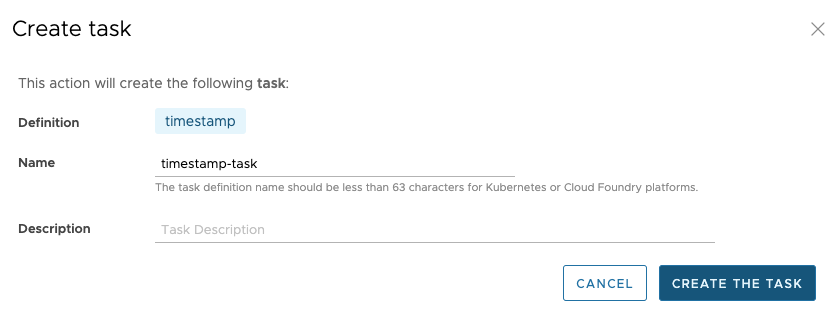 Create task
This action will create the following task:
Definition timestamp
Name timestamp-task
The task definition name should be less than 63 characters for Kubernetes or Cloud Foundry platforms.
Description Task Description
CANCEL CREATE THE TASK